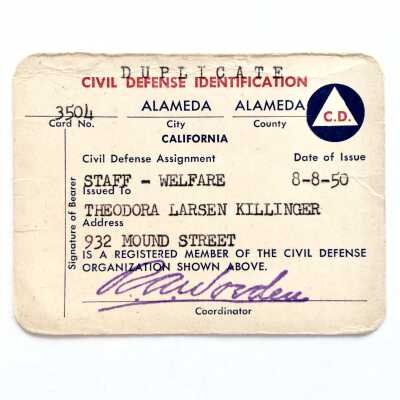 DUPLICATE
CIVIL DEFENSE IDENTIFICATION
3504 ALAMEDA ALAMEDA
Card No. City County
C.D.
CALIFORNIA
Civil Defense Assignment Date of Issue
STAFF - WELFARE 8-8-50
Issued To
THEODORA LARSEN KILLINGER
Address
932 MOUND STREET
IS A REGISTERED MEMBER OF THE CIVIL DEFENSE
ORGANIZATION SHOWN ABOVE.
Worden
Coordinator
Signature of Bearer